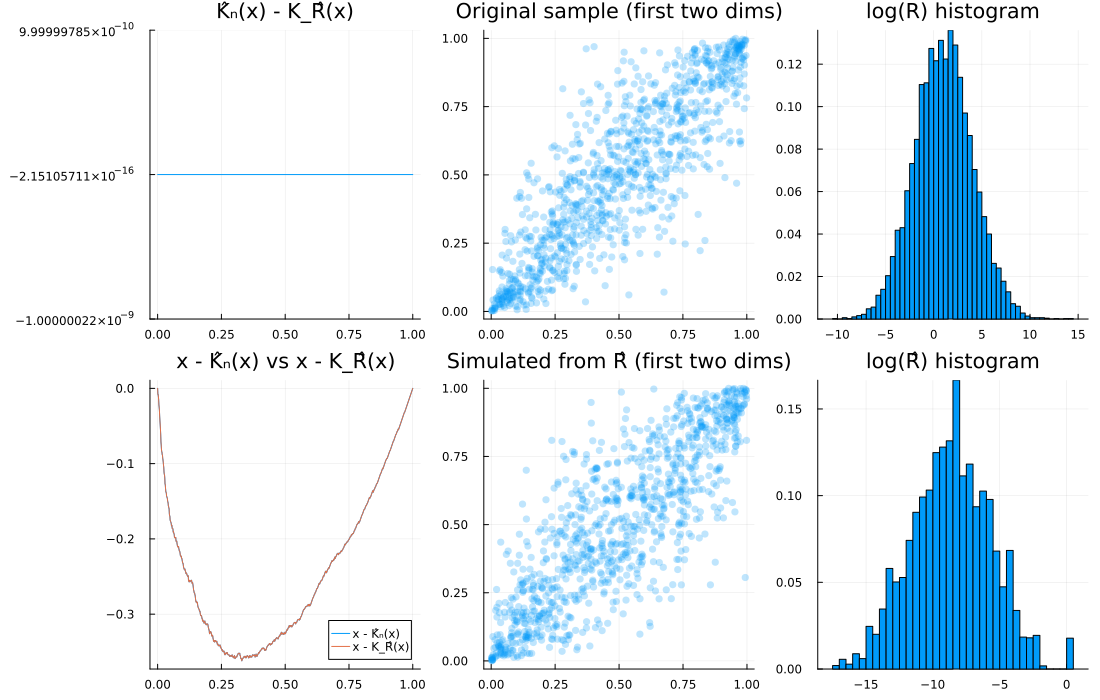 K̂ₙ(x) - K_R̂(x)
9.99999785×10⁻¹⁰
−2.15105711×10⁻¹⁶
−1.00000022×10⁻⁹
0.00 0.25 0.50 0.75 1.00
Original sample (first two dims)
1.00
0.75
0.50
0.25
0.00
0.00 0.25 0.50 0.75 1.00
log(R) histogram
0.12
0.10
0.08
0.06
0.04
0.02
0.00
−10 −5 0 5 10 15
x - K̂ₙ(x) vs x - K_R̂(x)
0.0
−0.1
−0.2
−0.3
x - K̂ₙ(x)
x - K_R̂(x)
0.00 0.25 0.50 0.75 1.00
Simulated from R̂ (first two dims)
1.00
0.75
0.50
0.25
0.00
0.00 0.25 0.50 0.75 1.00
log(R̂) histogram
0.15
0.10
0.05
0.00
−15 −10 −5 0